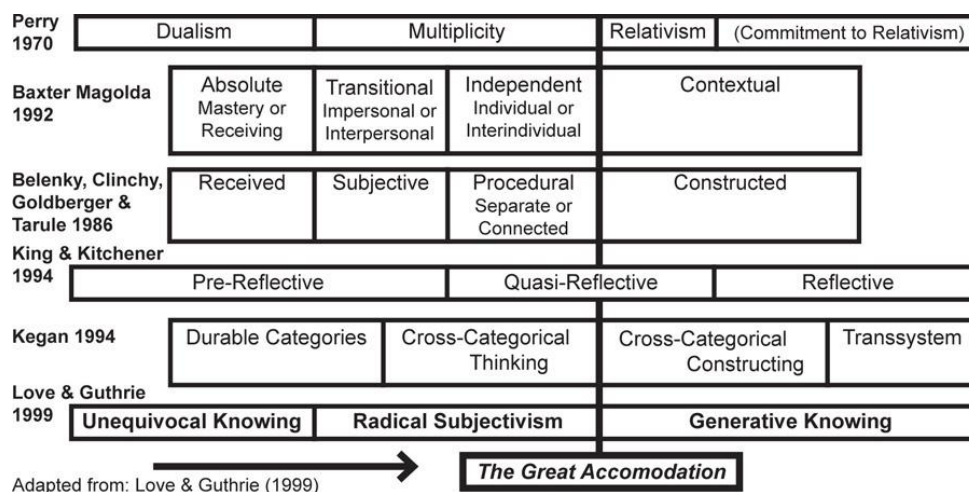 Perry
1970
Dualism
Multiplicity
Relativism
(Commitment to Relativism)
Baxter Magolda
1992
Absolute
Mastery or
Receiving
Transitional
Impersonal or
Interpersonal
Independent
Individual or
Interindividual
Contextual
Belenky, Clinchy,
Goldberger &
Tarule 1986
Received
Subjective
Procedural
Separate or
Connected
Constructed
King & Kitchener
1994
Pre-Reflective
Quasi-Reflective
Reflective
Kegan 1994
Durable Categories
Cross-Categorical
Thinking
Cross-Categorical
Constructing
Transsystem
Love & Guthrie
1999
Unequivocal Knowing
Radical Subjectivism
Generative Knowing
The Great Accomodation
Adapted from: Love & Guthrie (1999)